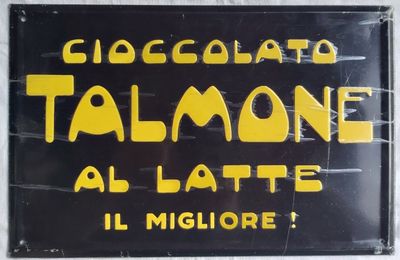 CIOCCOLATO
TALMONE
AL LATTE
IL MIGLIORE!